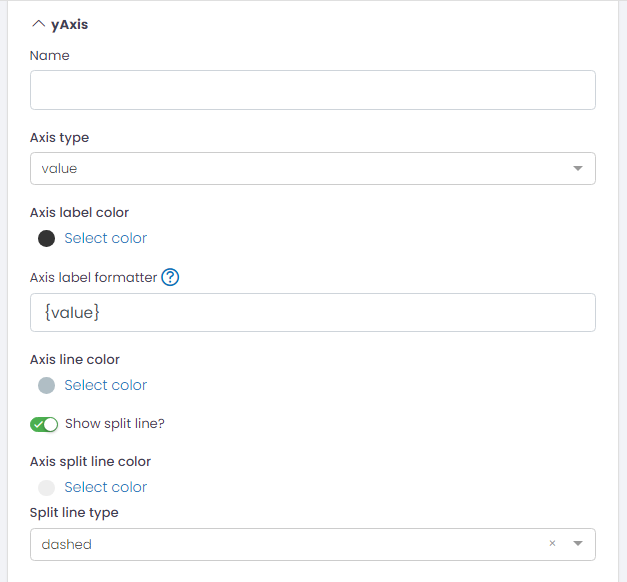 yAxis
Name
Axis type
value
Axis label color
Select color
Axis label formatter ?
{value}
Axis line color
Select color
Show split line?
Axis split line color
Select color
Split line type
dashed ×